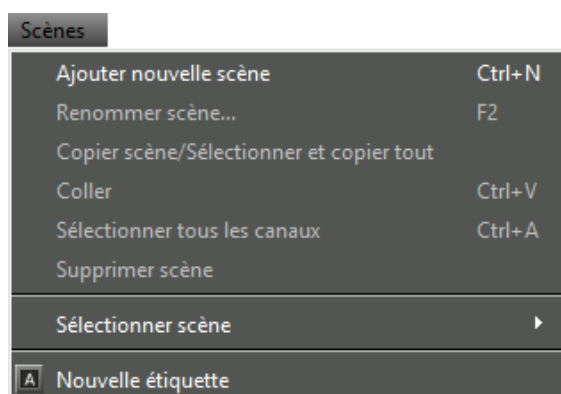 Scènes
Ajouter nouvelle scène Ctrl+N
Renommer scène... F2
Copier scène/Sélectionner et copier tout
Coller Ctrl+V
Sélectionner tous les canaux Ctrl+A
Supprimer scène
Sélectionner scène
A Nouvelle étiquette